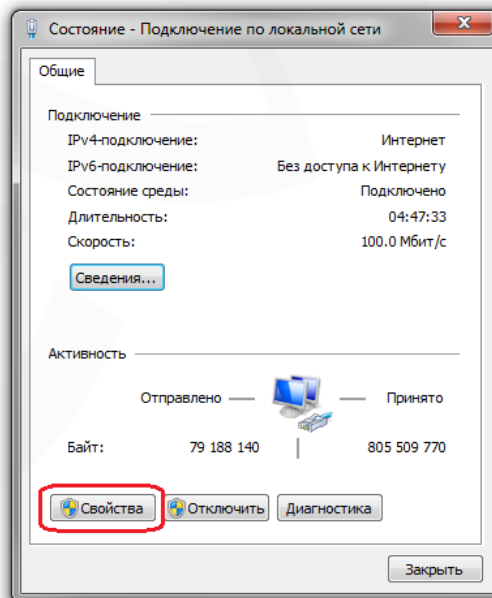 Состояние - Подключение по локальной сети
Общие
Подключение
IPv4-подключение: Интернет
IPv6-подключение: Без доступа к Интернету
Состояние среды: Подключено
Длительность: 04:47:33
Скорость: 100.0 Мбит/с
Сведения...
Активность
Отправлено — — Принято
Байт: 79 188 140 | 805 509 770
Свойства Отключить Диагностика
Закрыть